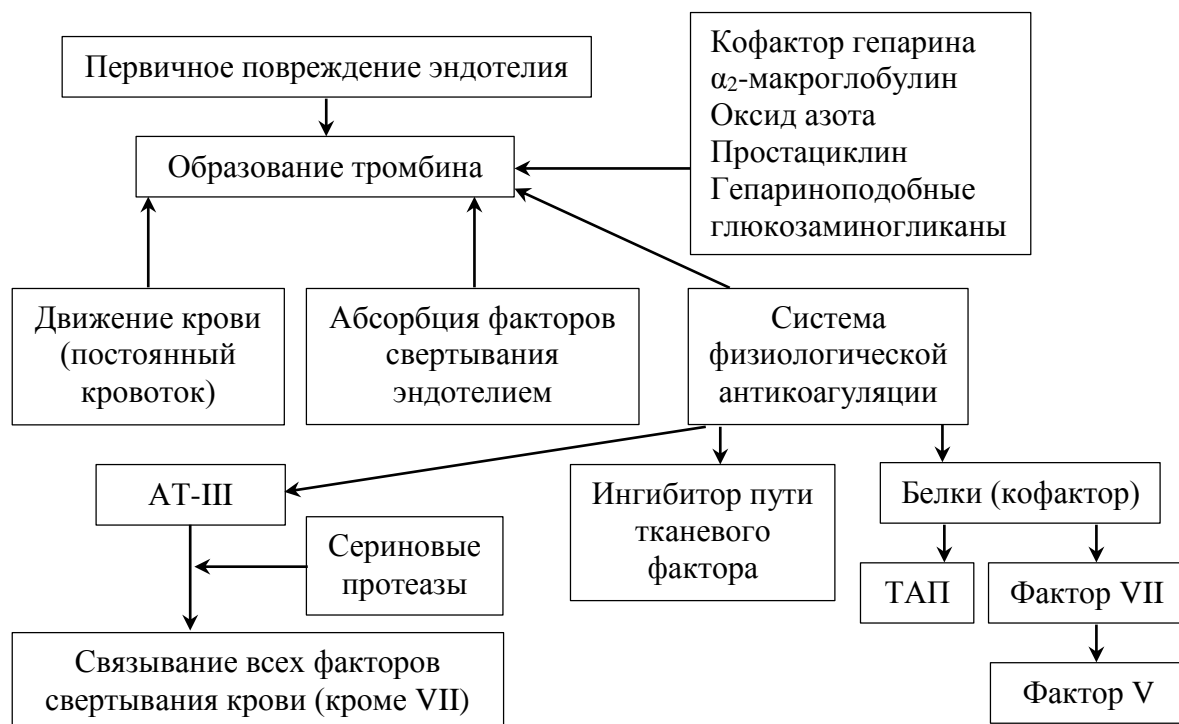 Первичное повреждение эндотелия
Кофактор гепарина
α₂-макроглобулин
Оксид азота
Простациклин
Гепариноподобные
глюкозаминогликаны
Образование тромбина
Движение крови
(постоянный
кровоток)
Абсорбция факторов
свертывания
эндотелием
Система
физиологической
антикоагуляции
АТ-III
Сериновые
протеазы
Ингибитор пути
тканевого
фактора
Белки (кофактор)
ТАП
Фактор VII
Связывание всех факторов
свертывания крови (кроме VII)
Фактор V